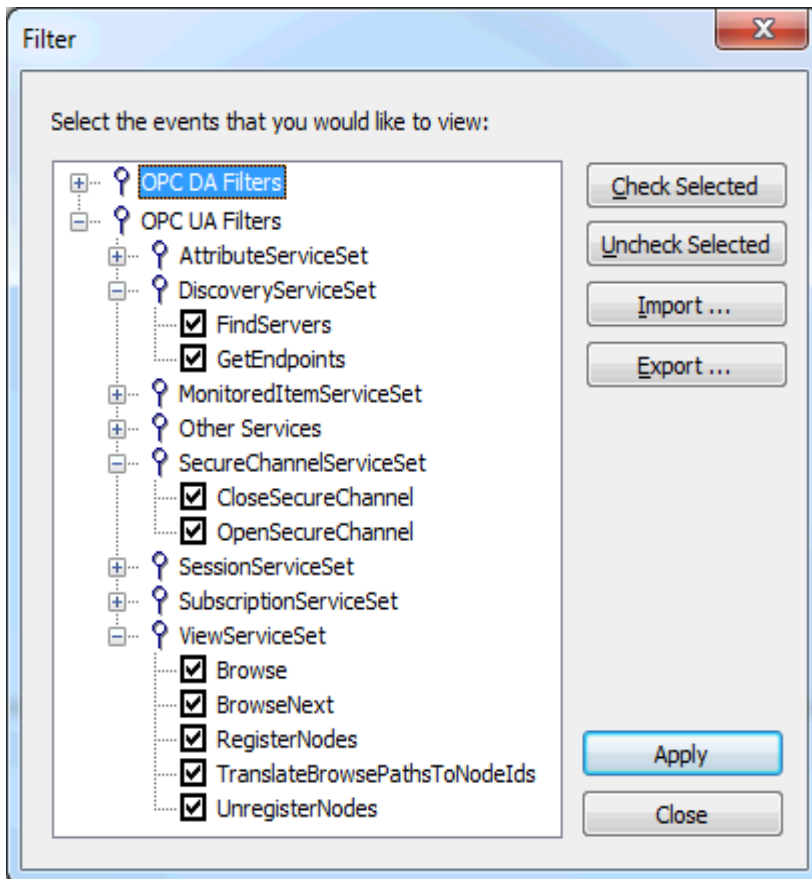 Filter
Select the events that you would like to view:
OPC DA Filters
OPC UA Filters
AttributeServiceSet
DiscoveryServiceSet
FindServers
GetEndpoints
MonitoredItemServiceSet
Other Services
SecureChannelServiceSet
CloseSecureChannel
OpenSecureChannel
SessionServiceSet
SubscriptionServiceSet
ViewServiceSet
Browse
BrowseNext
RegisterNodes
TranslateBrowsePathsToNodeIds
UnregisterNodes
Check Selected
Uncheck Selected
Import ...
Export ...
Apply
Close